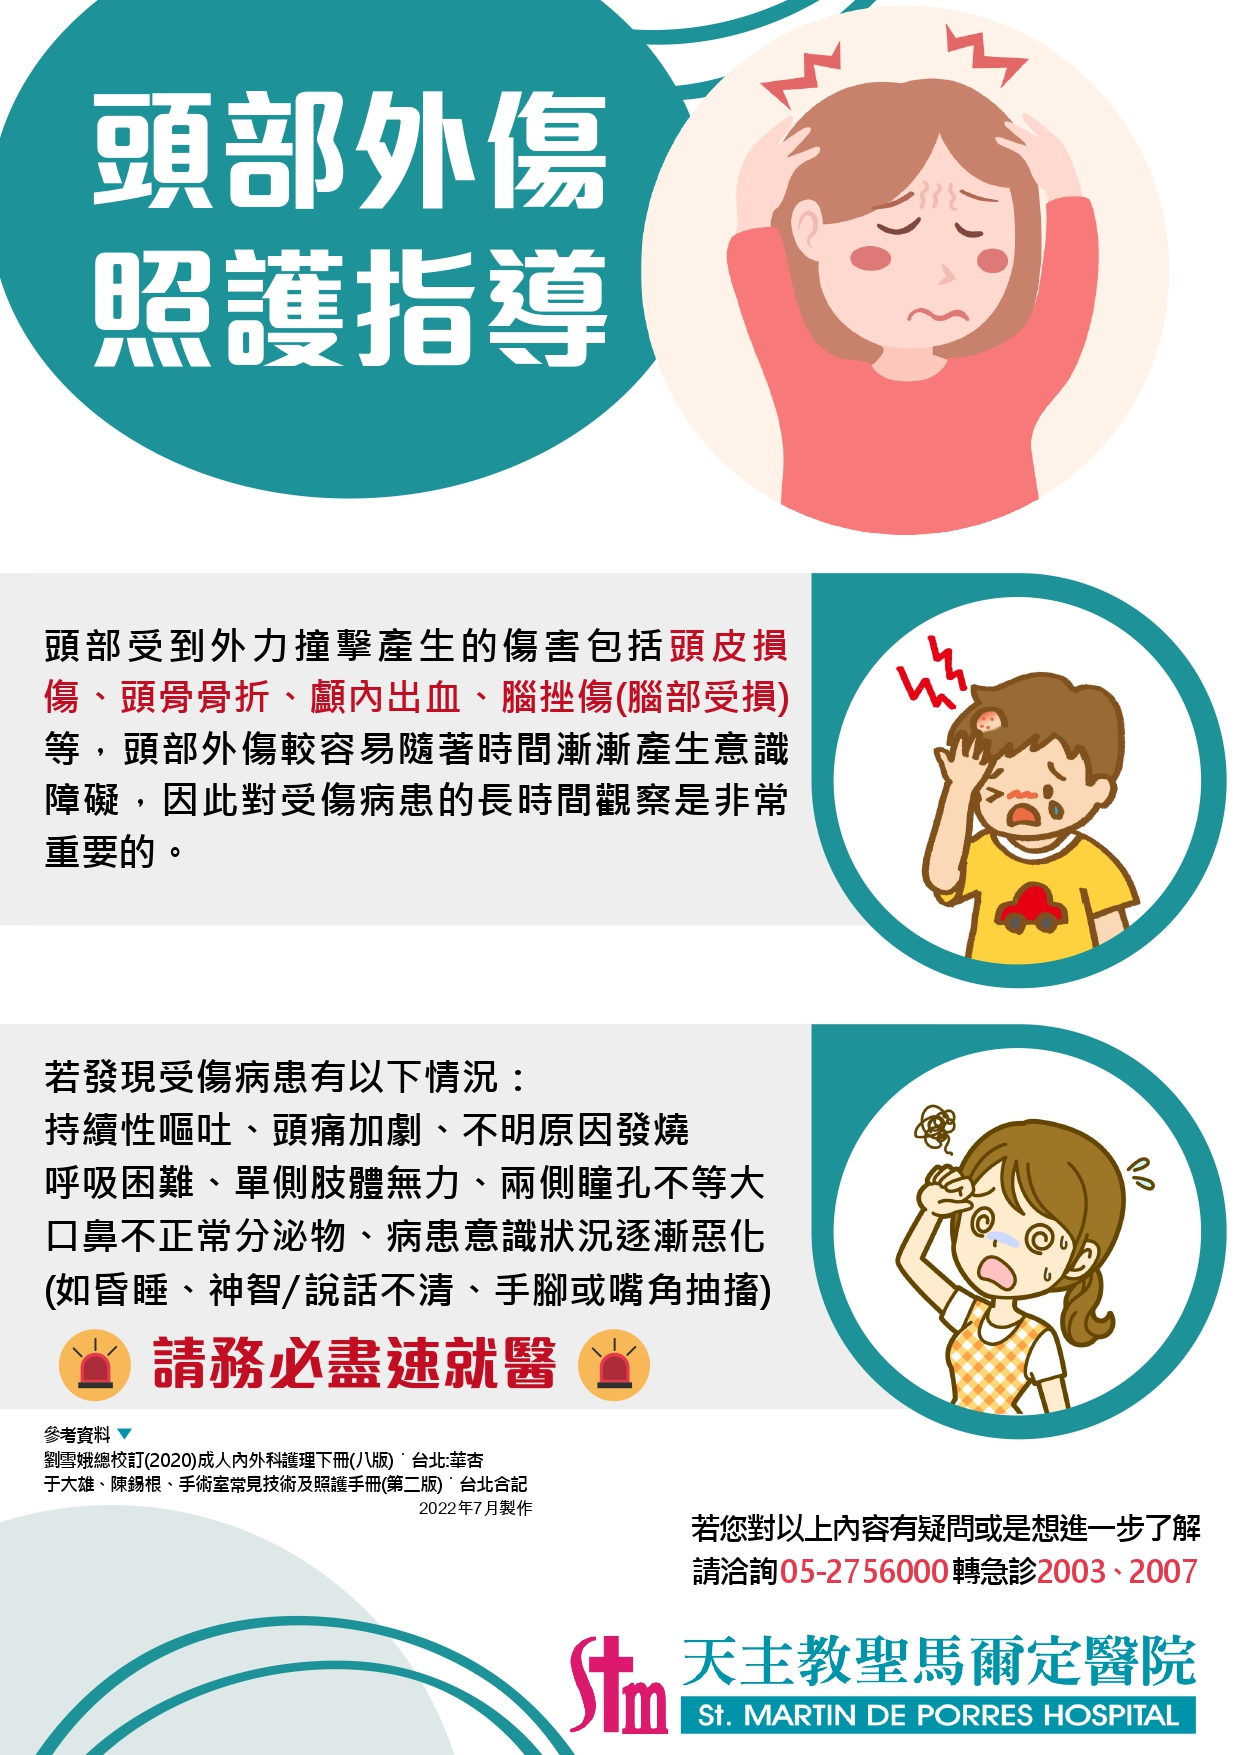 頭部外傷
照護指導
頭部受到外力撞擊產生的傷害包括頭皮損
傷、頭骨骨折、顱內出血、腦挫傷(腦部受損)
等，頭部外傷較容易隨著時間漸漸產生意識
障礙，因此對受傷病患的長時間觀察是非常
重要的。
若發現受傷病患有以下情況：
持續性嘔吐、頭痛加劇、不明原因發燒
呼吸困難、單側肢體無力、兩側瞳孔不等大
口鼻不正常分泌物、病患意識狀況逐漸惡化
(如昏睡、神智/說話不清、手腳或嘴角抽搐)
請務必盡速就醫
參考資料
劉雪娥總校訂(2020)成人內外科護理下冊(八版)˙台北:華杏
于大雄、陳錫根、手術室常見技術及照護手冊(第二版)˙台北合記
2022年7月製作
若您對以上內容有疑問或是想進一步了解
請洽詢05-2756000轉急診2003、2007
Stm
天主教聖馬爾定醫院
St. MARTIN DE PORRES HOSPITAL